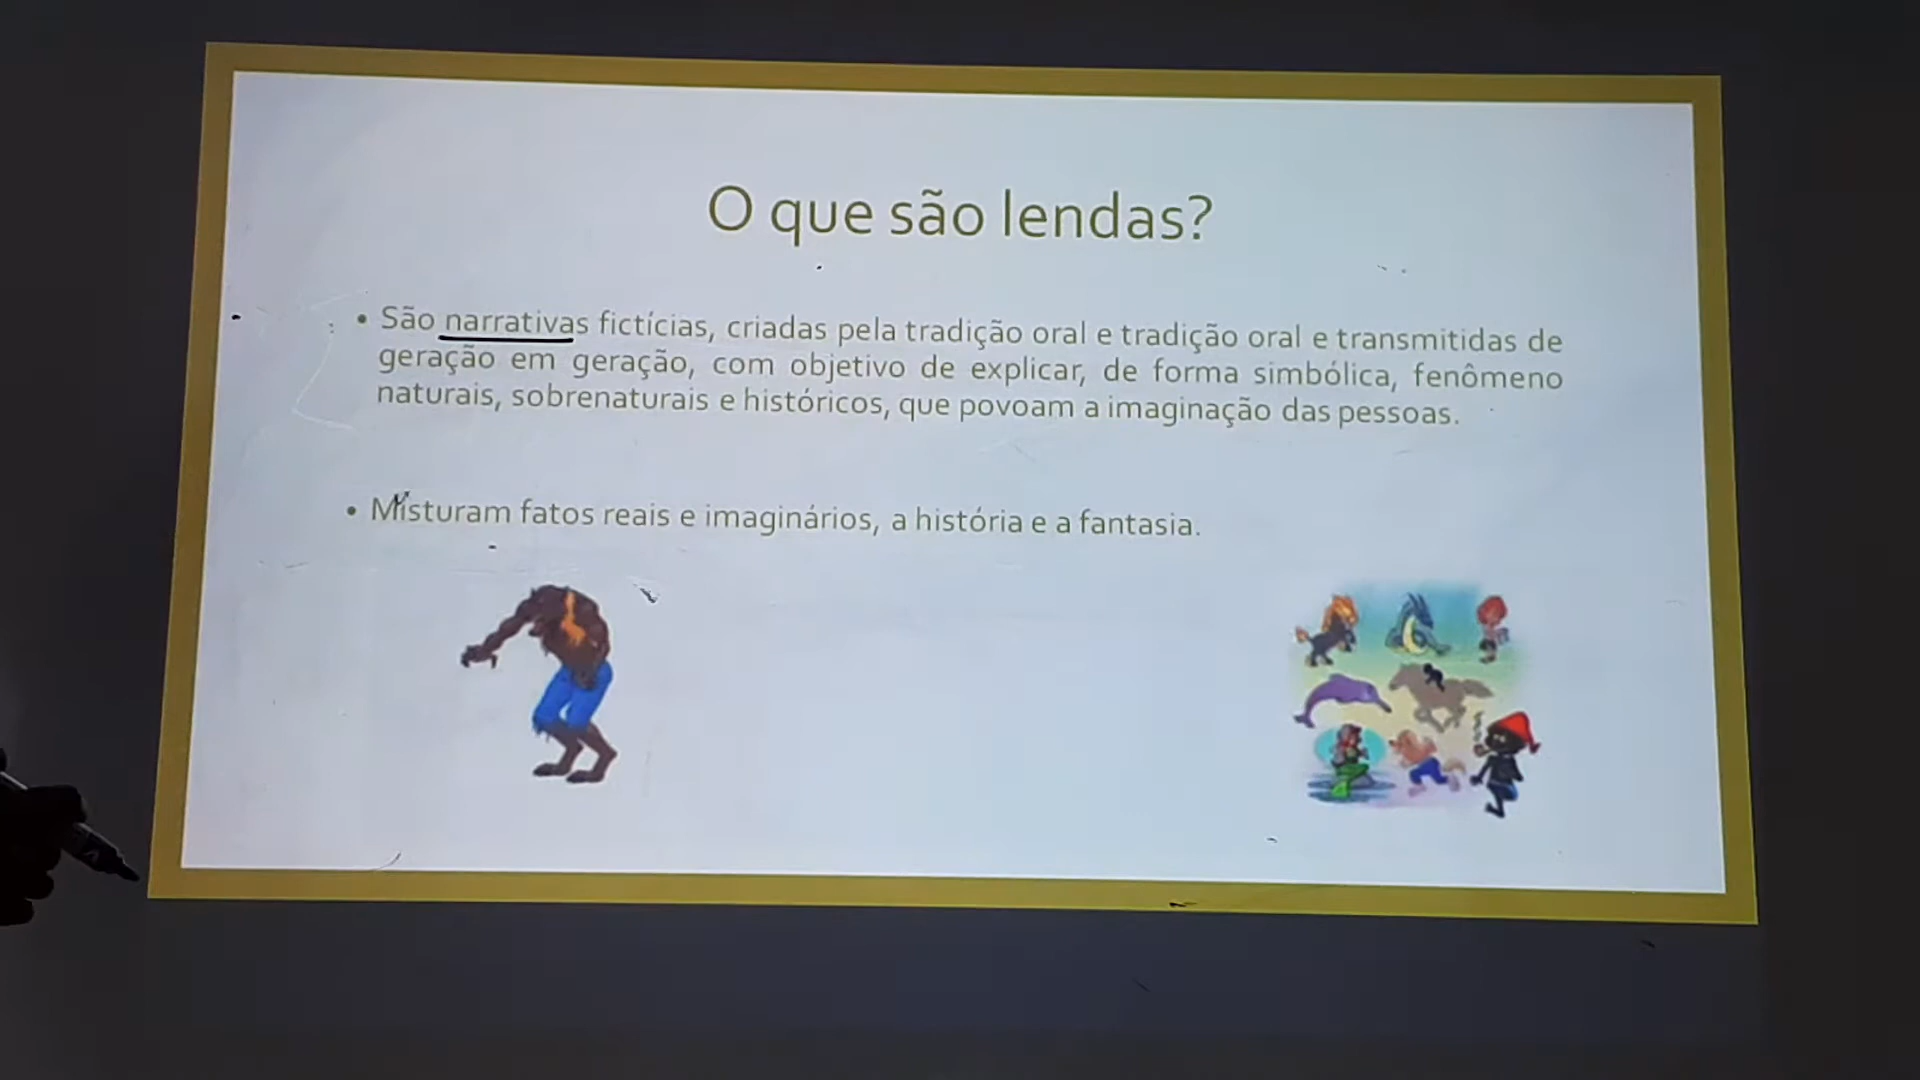 O que são lendas?
• São narrativas fictícias, criadas pela tradição oral e tradição oral e transmitidas de
geração em geração, com objetivo de explicar, de forma simbólica, fenômeno
naturais, sobrenaturais e históricos, que povoam a imaginação das pessoas.
• Misturam fatos reais e imaginários, a história e a fantasia.